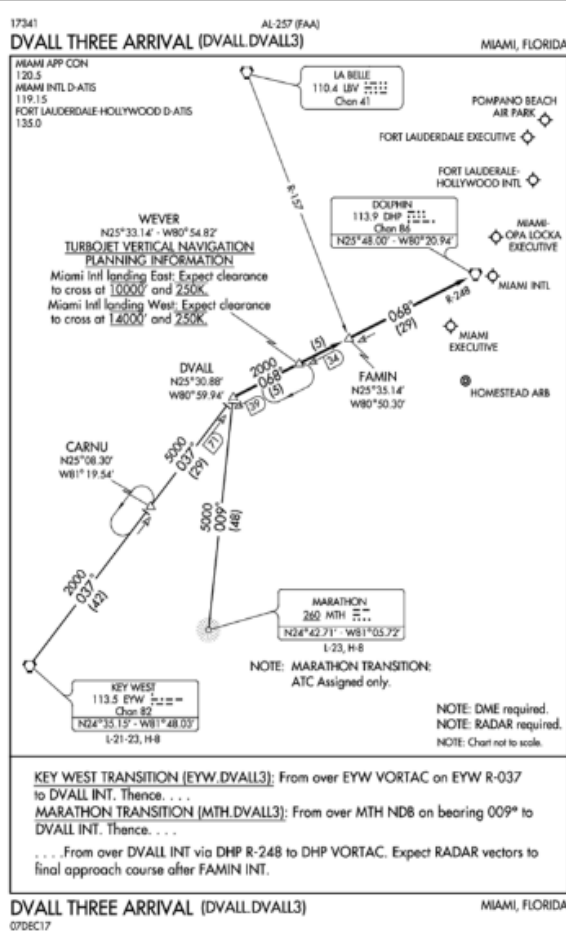 17341
AL-257 (FAA)
DVALL THREE ARRIVAL (DVALL.DVALL3)
MIAMI, FLORIDA
MIAMI APP CON
120.5
MIAMI INTL D-ATIS
119.15
FORT LAUDERDALE-HOLLYWOOD D-ATIS
135.0
LA BELLE
110.4 LBV
Chan 41
POMPANO BEACH
AIR PARK
FORT LAUDERDALE EXECUTIVE
FORT LAUDERALE-
HOLLYWOOD INTL
R-157
DOLPHIN
113.9 DHP
Chan 86
N25°48.00' - W80°20.94'
MIAMI-
OPA LOCKA
EXECUTIVE
MIAMI INTL
R-248
068°
(29)
MIAMI
EXECUTIVE
HOMESTEAD ARB
WEVER
N25°33.14' - W80°54.82'
TURBOJET VERTICAL NAVIGATION
PLANNING INFORMATION
Miami Intl landing East: Expect clearance
to cross at 10000' and 250K.
Miami Intl landing West: Expect clearance
to cross at 14000' and 250K.
(5)
34
FAMIN
N25°35.14'
W80°50.30'
2000
068°
(5)
39
DVALL
N25°30.88'
W80°59.94'
71
5000
037°
(29)
CARNU
N25°08.30'
W81°19.54'
5000
009°
(48)
2000
037°
(42)
MARATHON
260 MTH
N24°42.71' - W81°05.72'
L-23, H-8
NOTE: MARATHON TRANSITION:
ATC Assigned only.
KEY WEST
113.5 EYW
Chan 82
N24°35.15' - W81°48.03'
L-21-23, H-8
NOTE: DME required.
NOTE: RADAR required.
NOTE: Chart not to scale.
KEY WEST TRANSITION (EYW.DVALL3): From over EYW VORTAC on EYW R-037
to DVALL INT. Thence. . . .
MARATHON TRANSITION (MTH.DVALL3): From over MTH NDB on bearing 009° to
DVALL INT. Thence. . . .
. . . .From over DVALL INT via DHP R-248 to DHP VORTAC. Expect RADAR vectors to
final approach course after FAMIN INT.
DVALL THREE ARRIVAL (DVALL.DVALL3)
MIAMI, FLORIDA
07DEC17